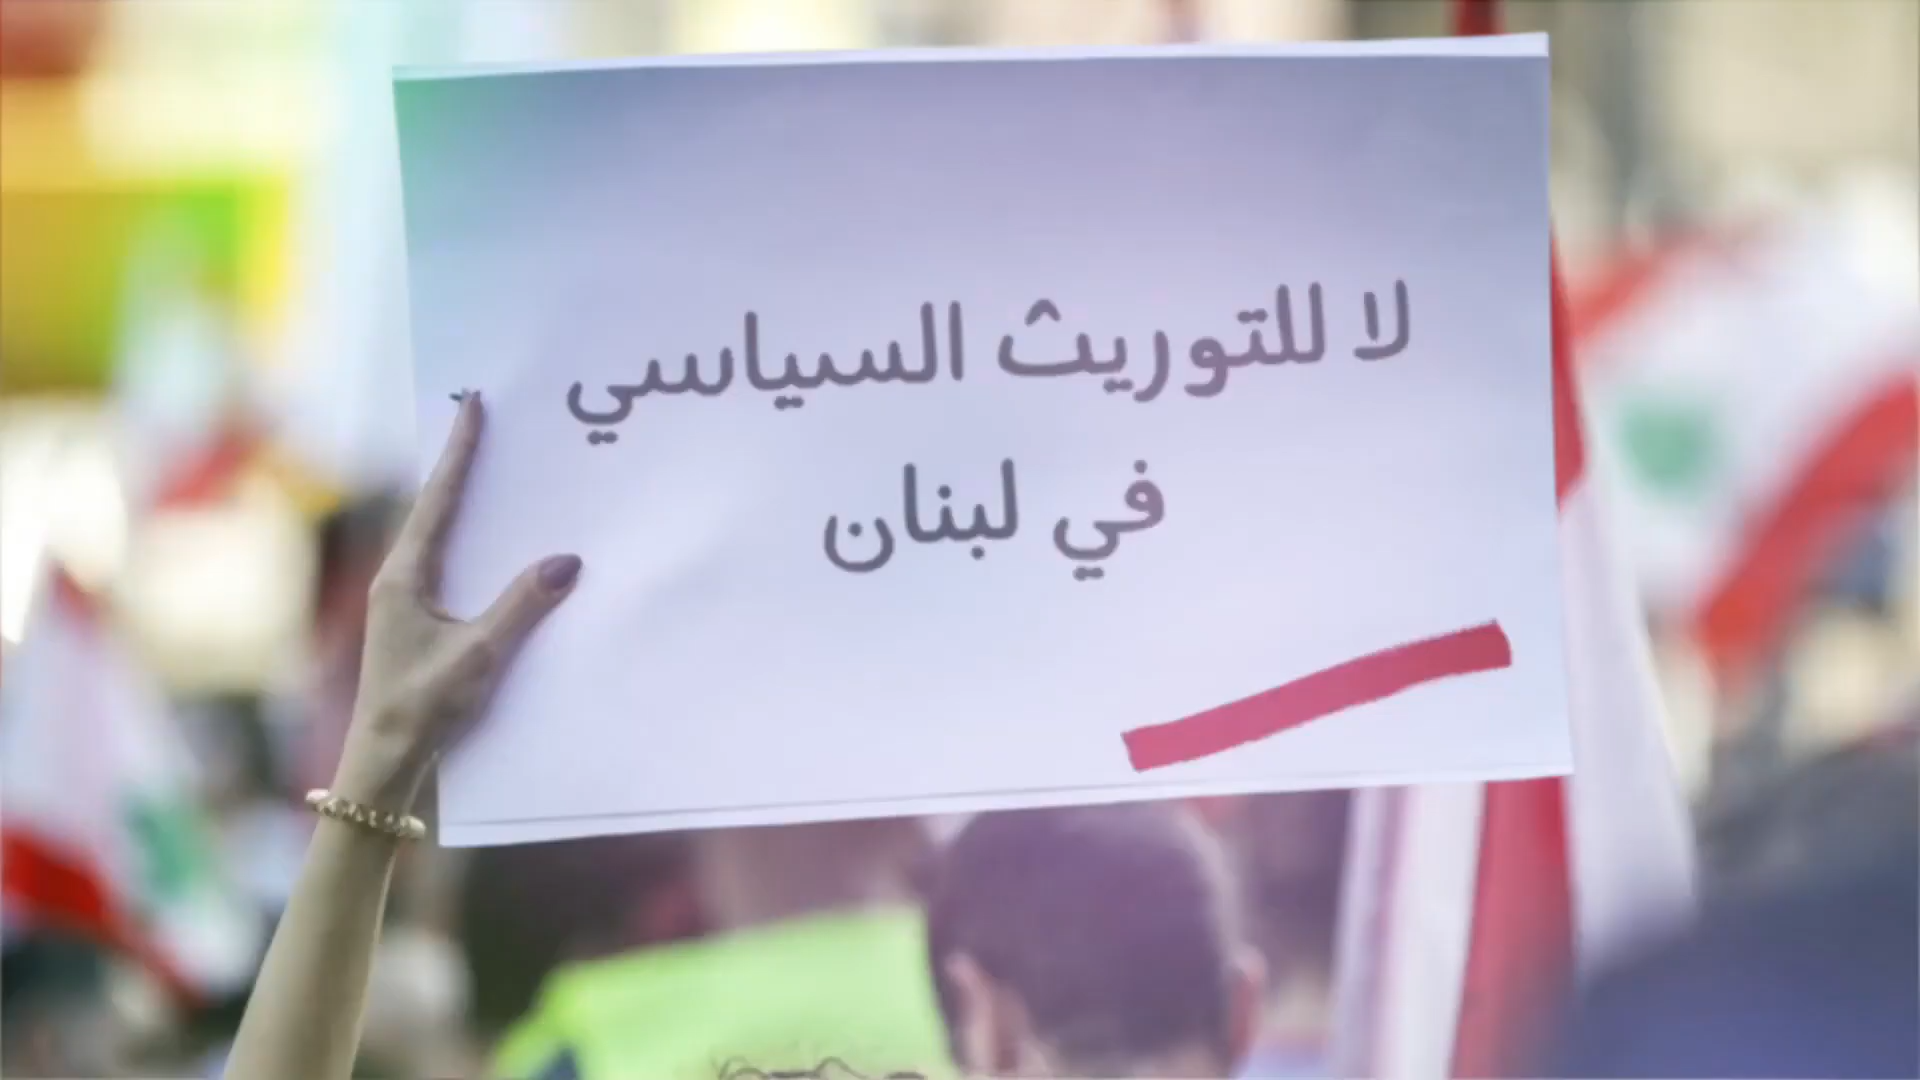 لا للتوريث السياسي
في لبنان